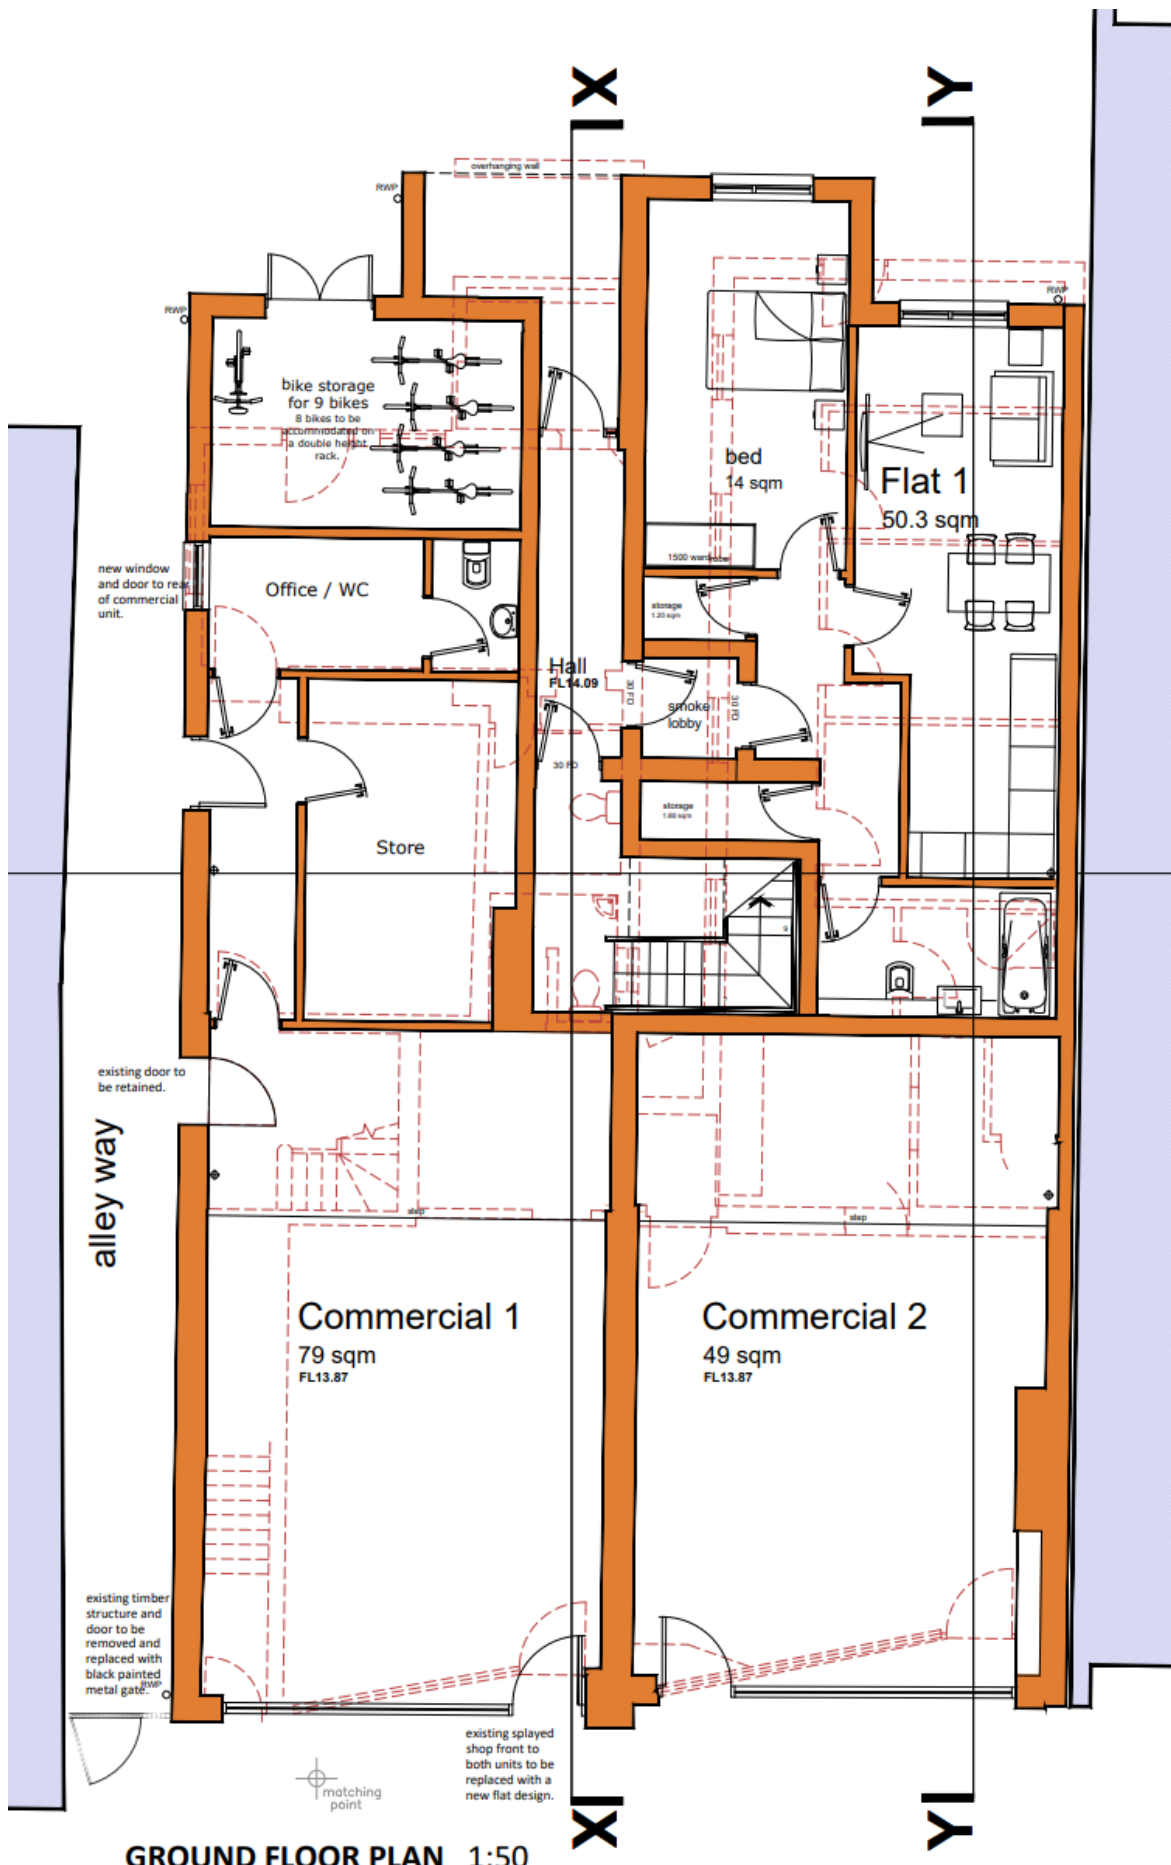 X
Y
overhanging wall
RWP
RWP
RWP
bike storage
for 9 bikes
8 bikes to be
accommodated on
a double height
rack.
bed
14 sqm
Flat 1
50.3 sqm
1500 wardrobe
new window
and door to rear
of commercial
unit.
Office / WC
storage
1.20 sqm
Hall
FL14.09
30 FD
smoke
lobby
30 FD
30 FD
storage
1.80 sqm
Store
existing door to
be retained.
alley way
step
step
Commercial 1
79 sqm
FL13.87
Commercial 2
49 sqm
FL13.87
existing timber
structure and
door to be
removed and
replaced with
black painted
metal gate.
RWP
existing splayed
shop front to
both units to be
replaced with a
new flat design.
matching
point
X
Y
GROUND FLOOR PLAN 1:50